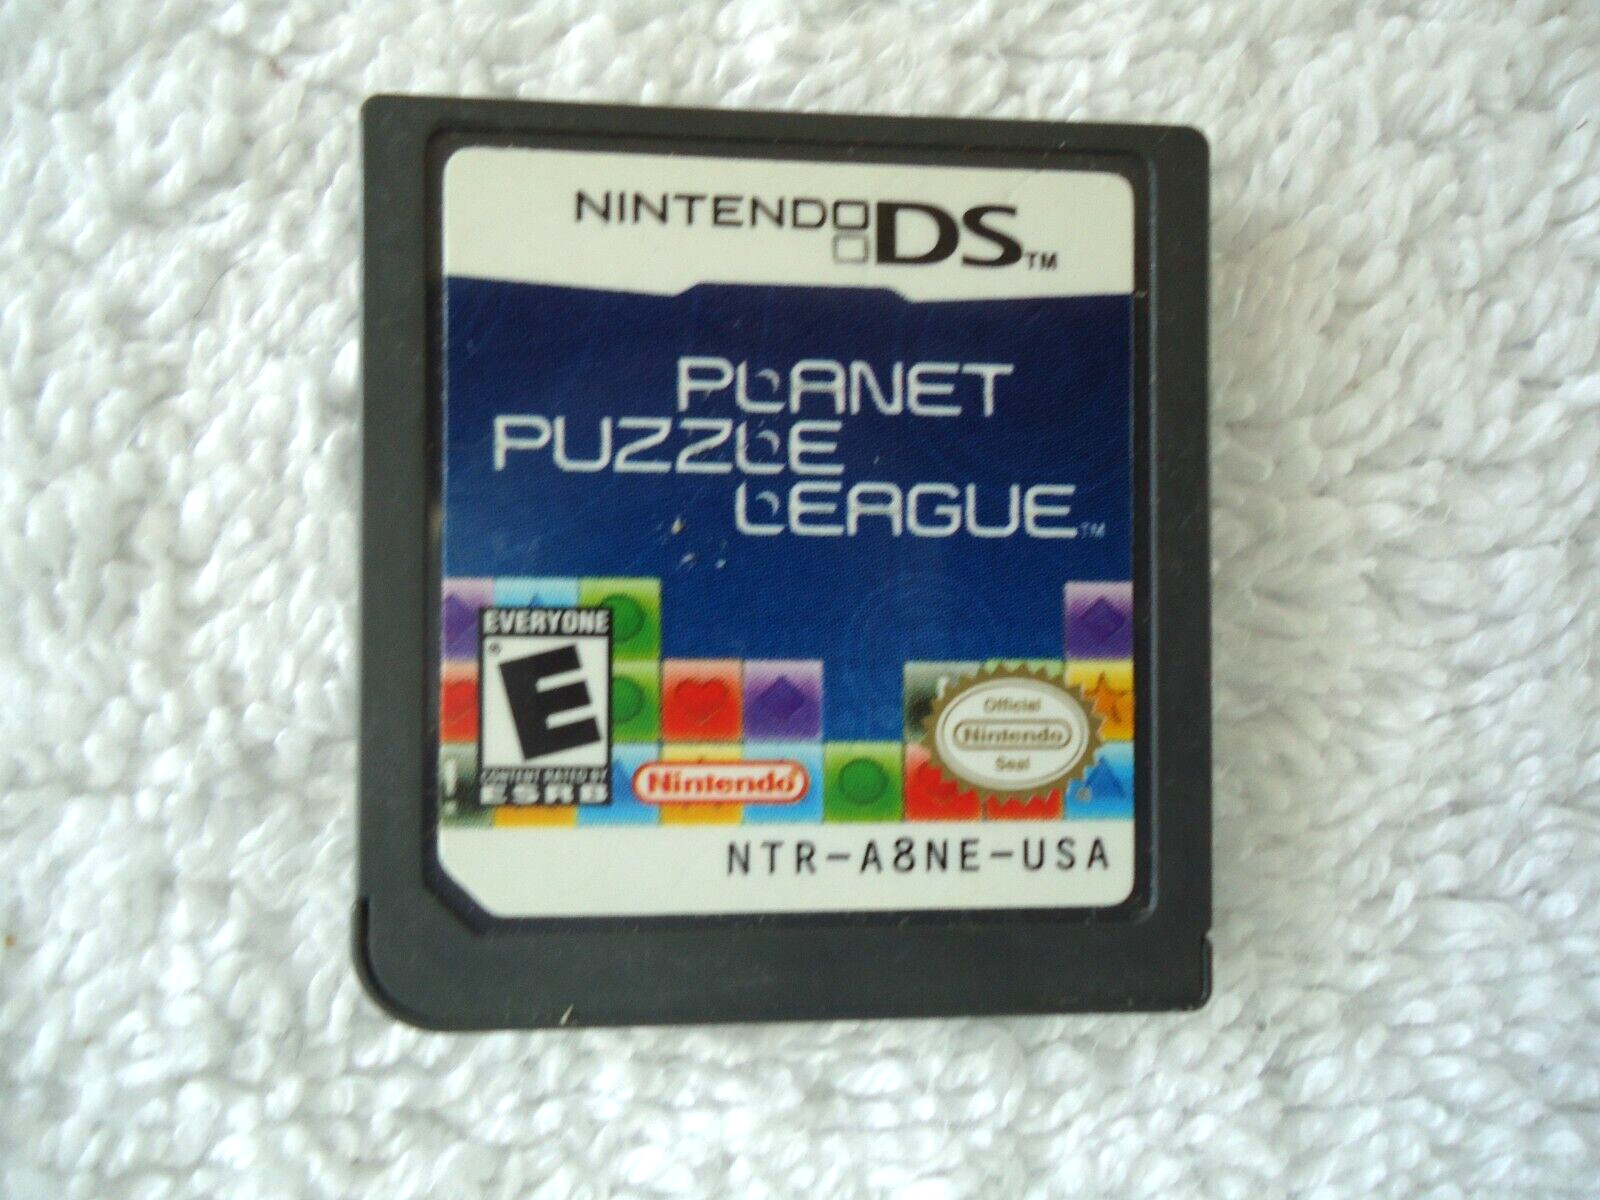 NINTENDO DS™
PLANET
PUZZLE
LEAGUE™
EVERYONE
E
CONTENT RATED BY
ESRB
Nintendo®
Official
Nintendo
Seal
NTR-A8NE-USA